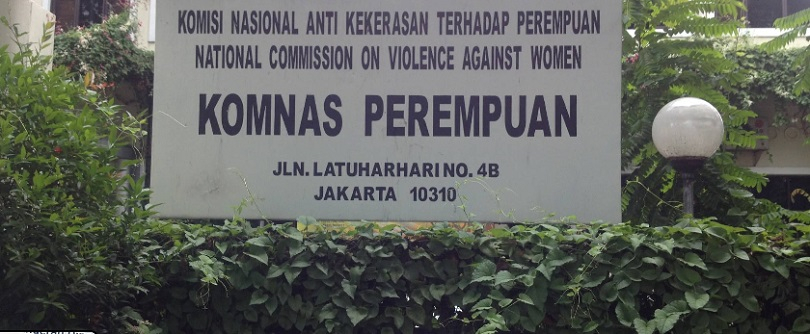 KOMISI NASIONAL ANTI KEKERASAN TERHADAP PEREMPUAN
NATIONAL COMMISSION ON VIOLENCE AGAINST WOMEN
KOMNAS PEREMPUAN
JLN. LATUHARHARI NO. 4B
JAKARTA 10310